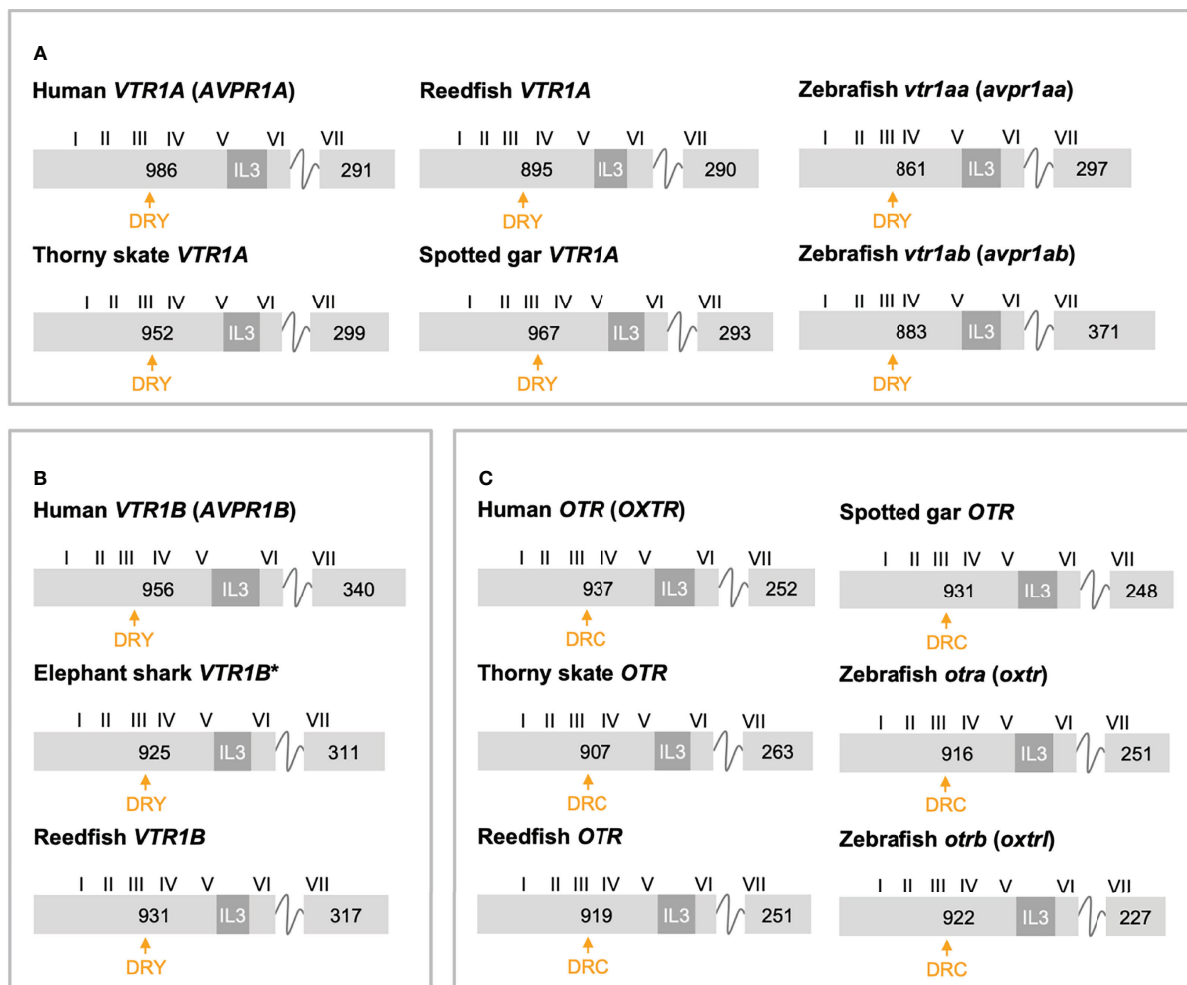 A
Human VTR1A (AVPR1A)
I II III IV V VI VII
986 IL3 291
DRY
Reedfish VTR1A
I II III IV V VI VII
895 IL3 290
DRY
Zebrafish vtr1aa (avpr1aa)
I II III IV V VI VII
861 IL3 297
DRY
Thorny skate VTR1A
I II III IV V VI VII
952 IL3 299
DRY
Spotted gar VTR1A
I II III IV V VI VII
967 IL3 293
DRY
Zebrafish vtr1ab (avpr1ab)
I II III IV V VI VII
883 IL3 371
DRY
B
Human VTR1B (AVPR1B)
I II III IV V VI VII
956 IL3 340
DRY
Elephant shark VTR1B*
I II III IV V VI VII
925 IL3 311
DRY
Reedfish VTR1B
I II III IV V VI VII
931 IL3 317
DRY
C
Human OTR (OXTR)
I II III IV V VI VII
937 IL3 252
DRC
Spotted gar OTR
I II III IV V VI VII
931 IL3 248
DRC
Thorny skate OTR
I II III IV V VI VII
907 IL3 263
DRC
Zebrafish otra (oxtr)
I II III IV V VI VII
916 IL3 251
DRC
Reedfish OTR
I II III IV V VI VII
919 IL3 251
DRC
Zebrafish otrb (oxtrl)
I II III IV V VI VII
922 IL3 227
DRC